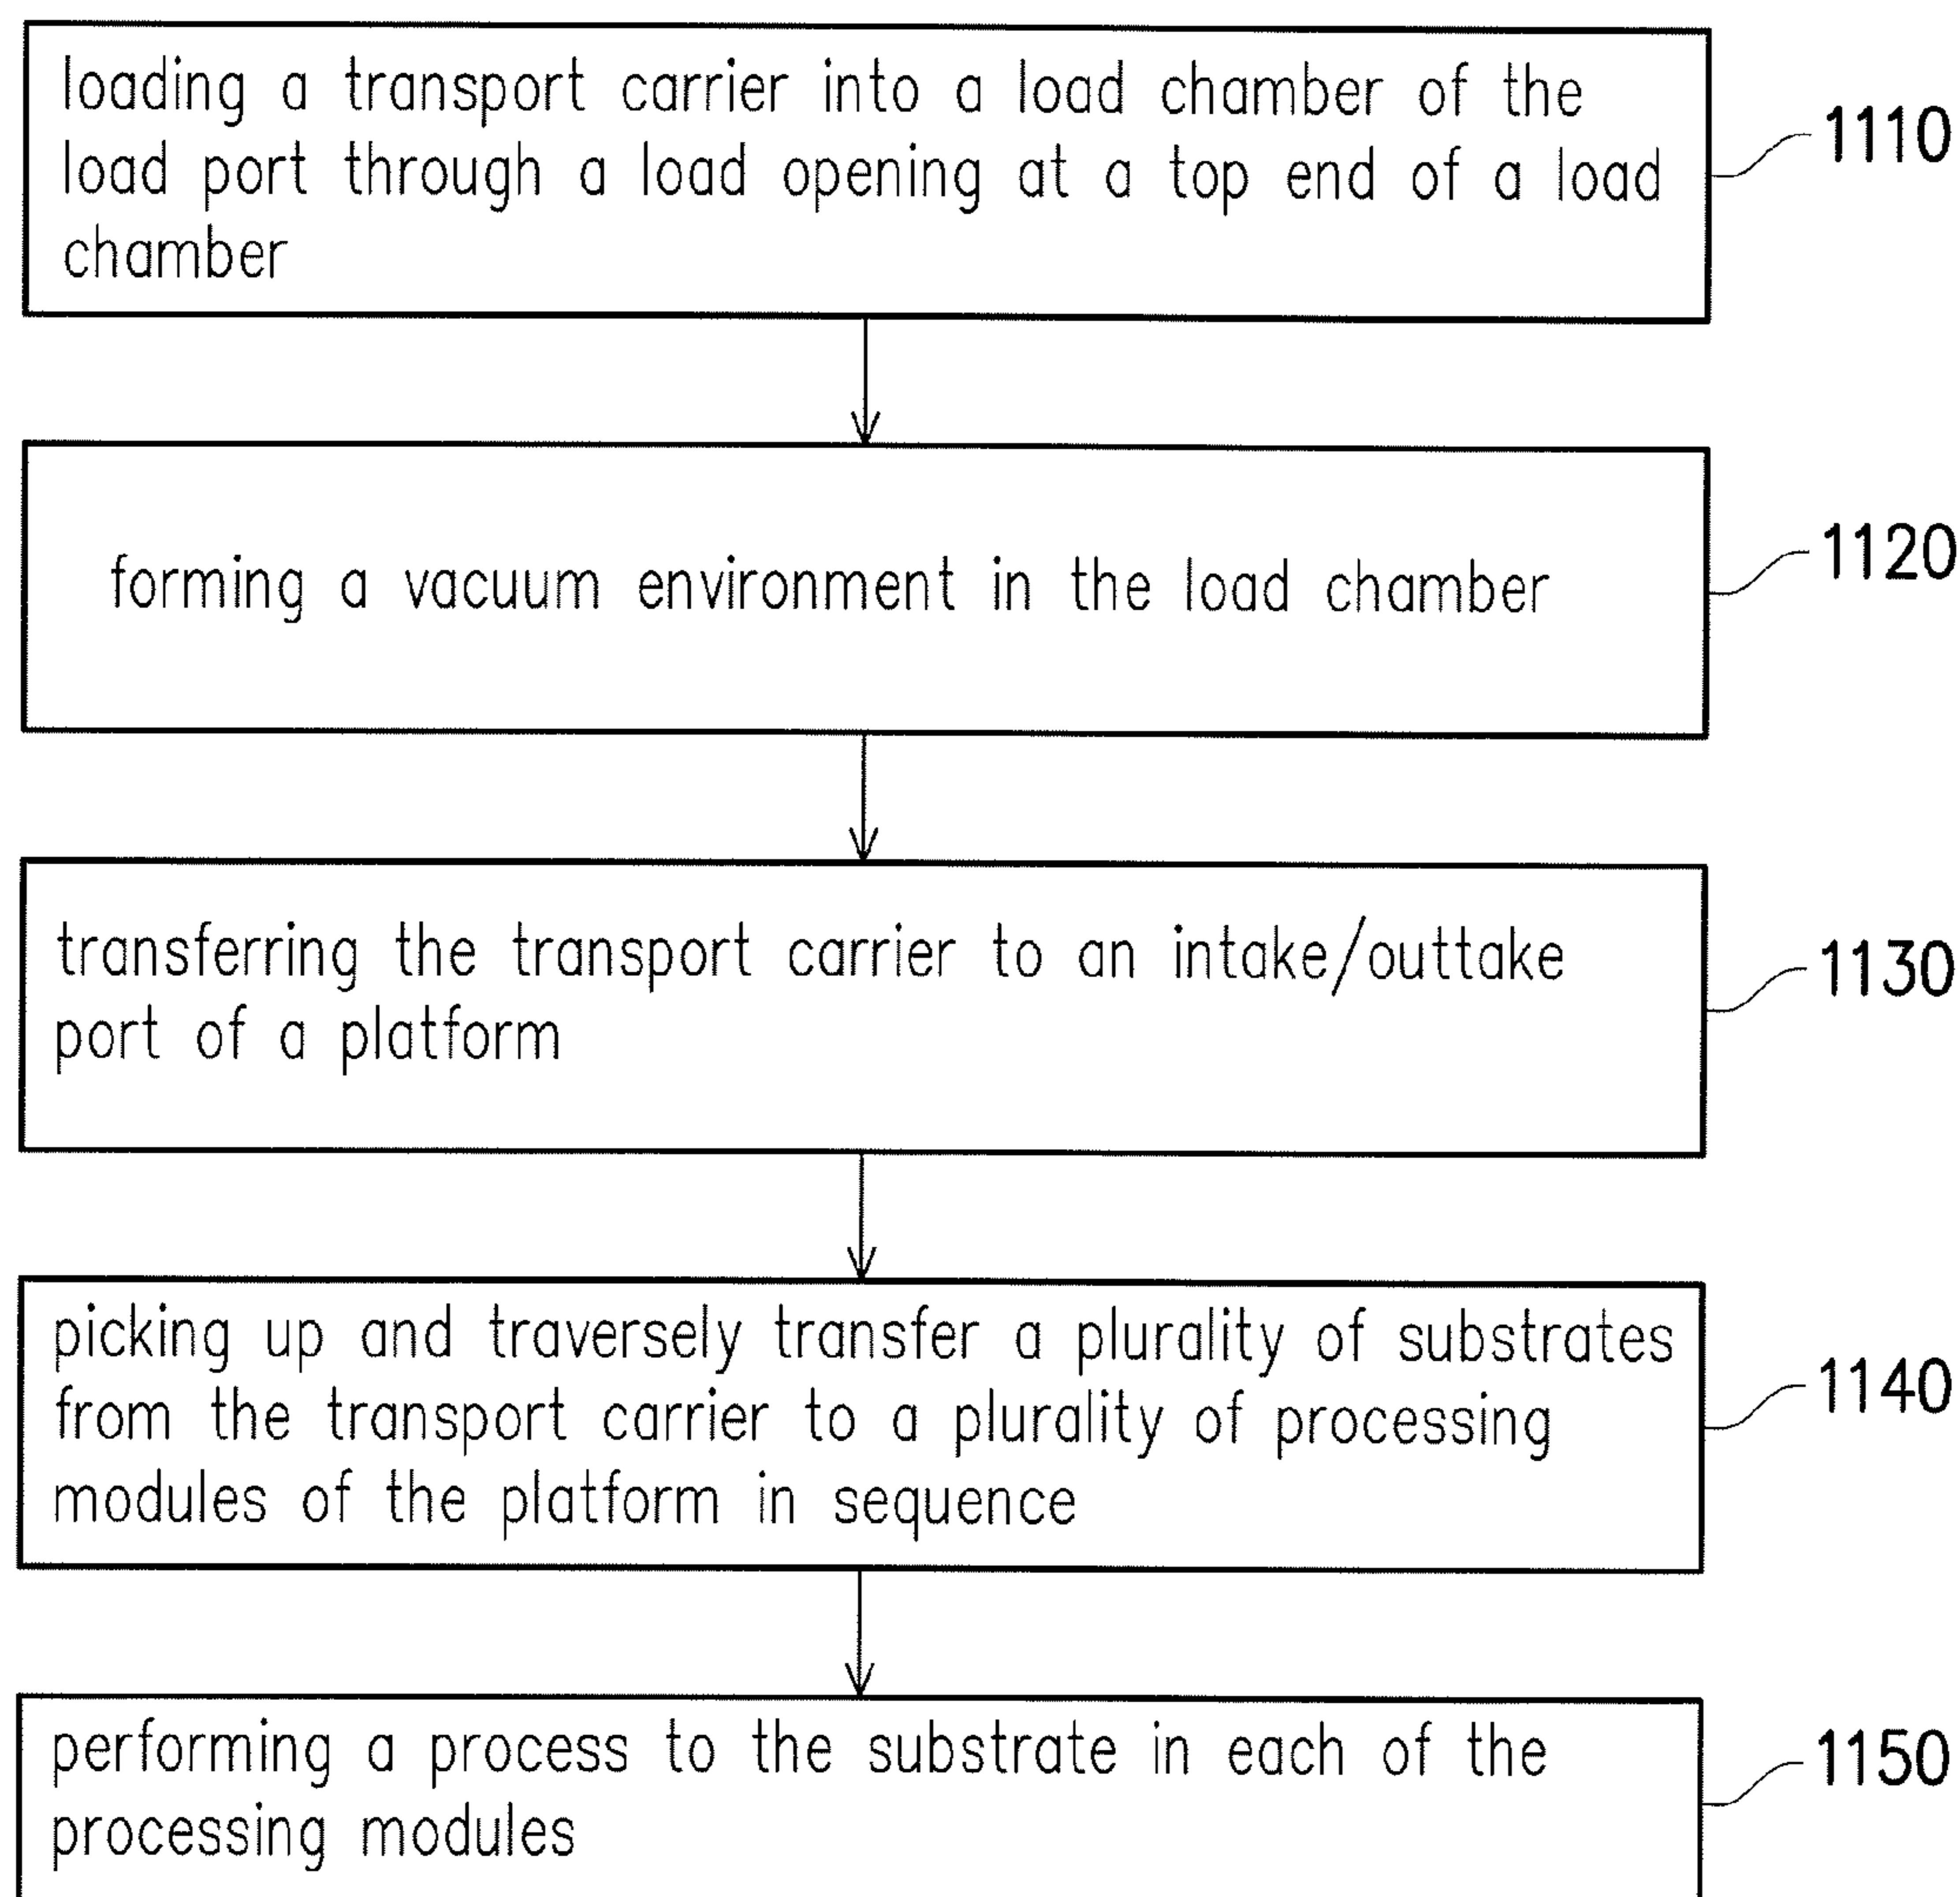 loading a transport carrier into a load chamber of the
load port through a load opening at a top end of a load
chamber
1110
forming a vacuum environment in the load chamber
1120
transferring the transport carrier to an intake/outtake
port of a platform
1130
picking up and traversely transfer a plurality of substrates
from the transport carrier to a plurality of processing
modules of the platform in sequence
1140
performing a process to the substrate in each of the
processing modules
1150